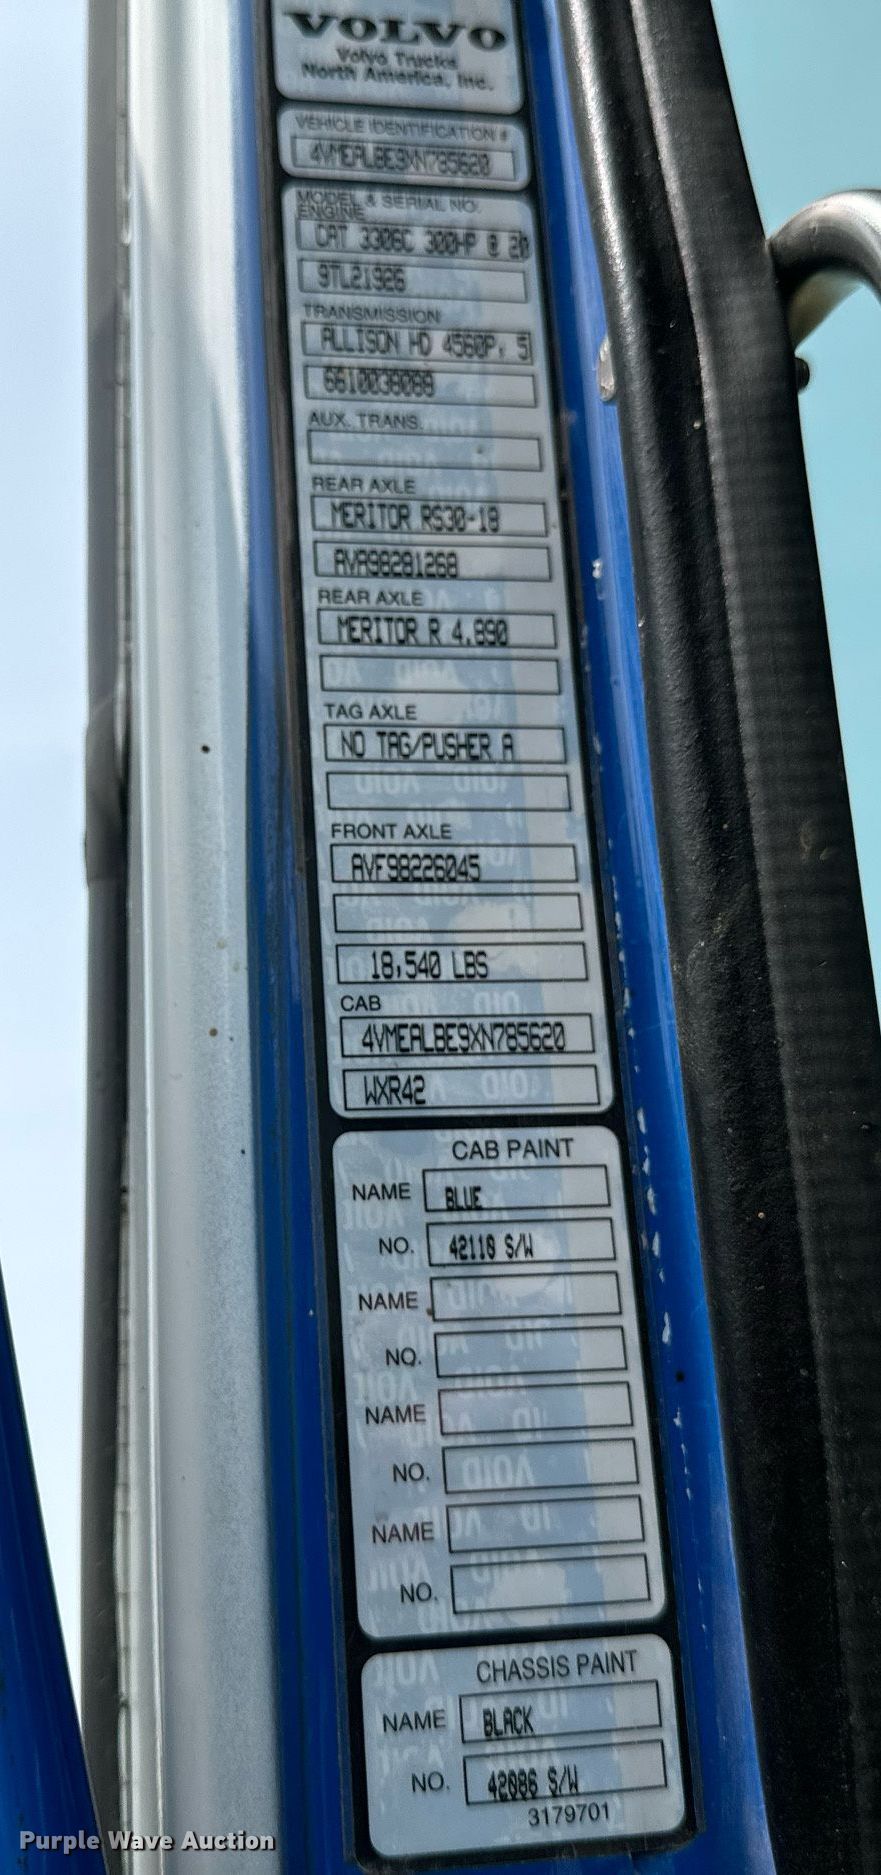 VOLVO
Volvo Trucks
North America, Inc.
VEHICLE IDENTIFICATION #
4VMEALBE9XN785620
MODEL & SERIAL NO.
ENGINE
CAT 3306C 300HP @ 20
9TL21926
TRANSMISSION
ALLISON HD 4560P, 5
6610038088
AUX. TRANS.
REAR AXLE
MERITOR RS30-18
AVA98281268
REAR AXLE
MERITOR R 4.890
TAG AXLE
NO TAG/PUSHER A
FRONT AXLE
AVF98226045
18,540 LBS
CAB
4VMEALBE9XN785620
WXR42
CAB PAINT
NAME BLUE
NO. 42118 S/W
NAME
NO.
NAME
NO.
NAME
NO.
CHASSIS PAINT
NAME BLACK
NO. 42086 S/W
3179701
Purple Wave Auction